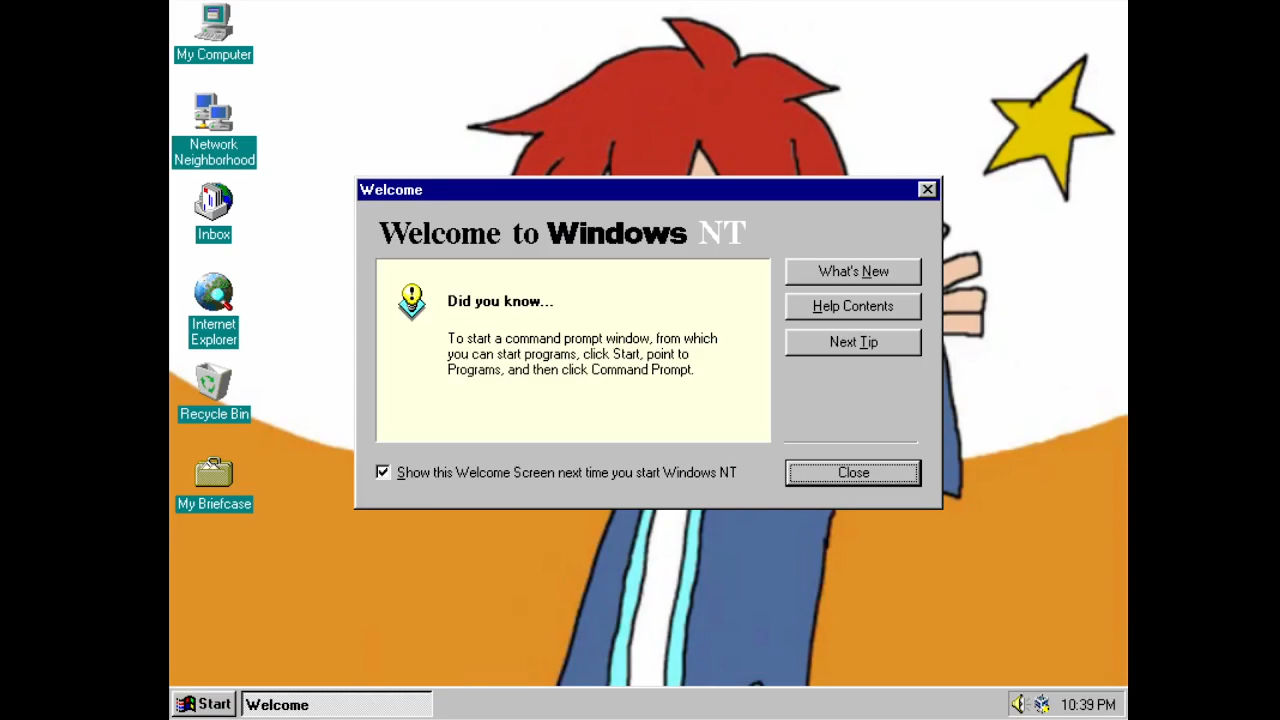 My Computer
Network
Neighborhood
Inbox
Internet
Explorer
Recycle Bin
My Briefcase
Welcome
Welcome to Windows NT
Did you know...
To start a command prompt window, from which
you can start programs, click Start, point to
Programs, and then click Command Prompt.
What's New
Help Contents
Next Tip
Show this Welcome Screen next time you start Windows NT
Close
Start
Welcome
10:39 PM